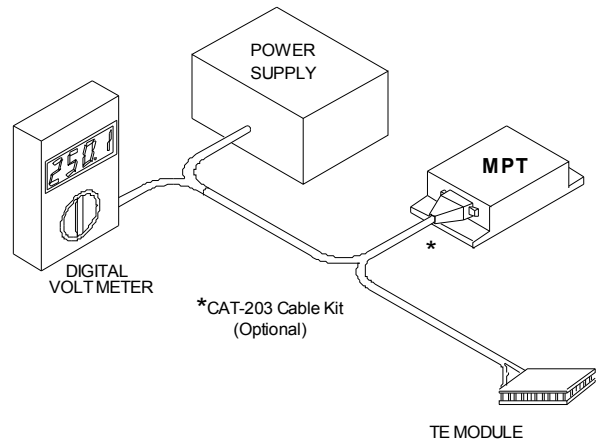 POWER
SUPPLY
250.1
MPT
*
DIGITAL
VOLT METER
*CAT-203 Cable Kit
(Optional)
TE MODULE